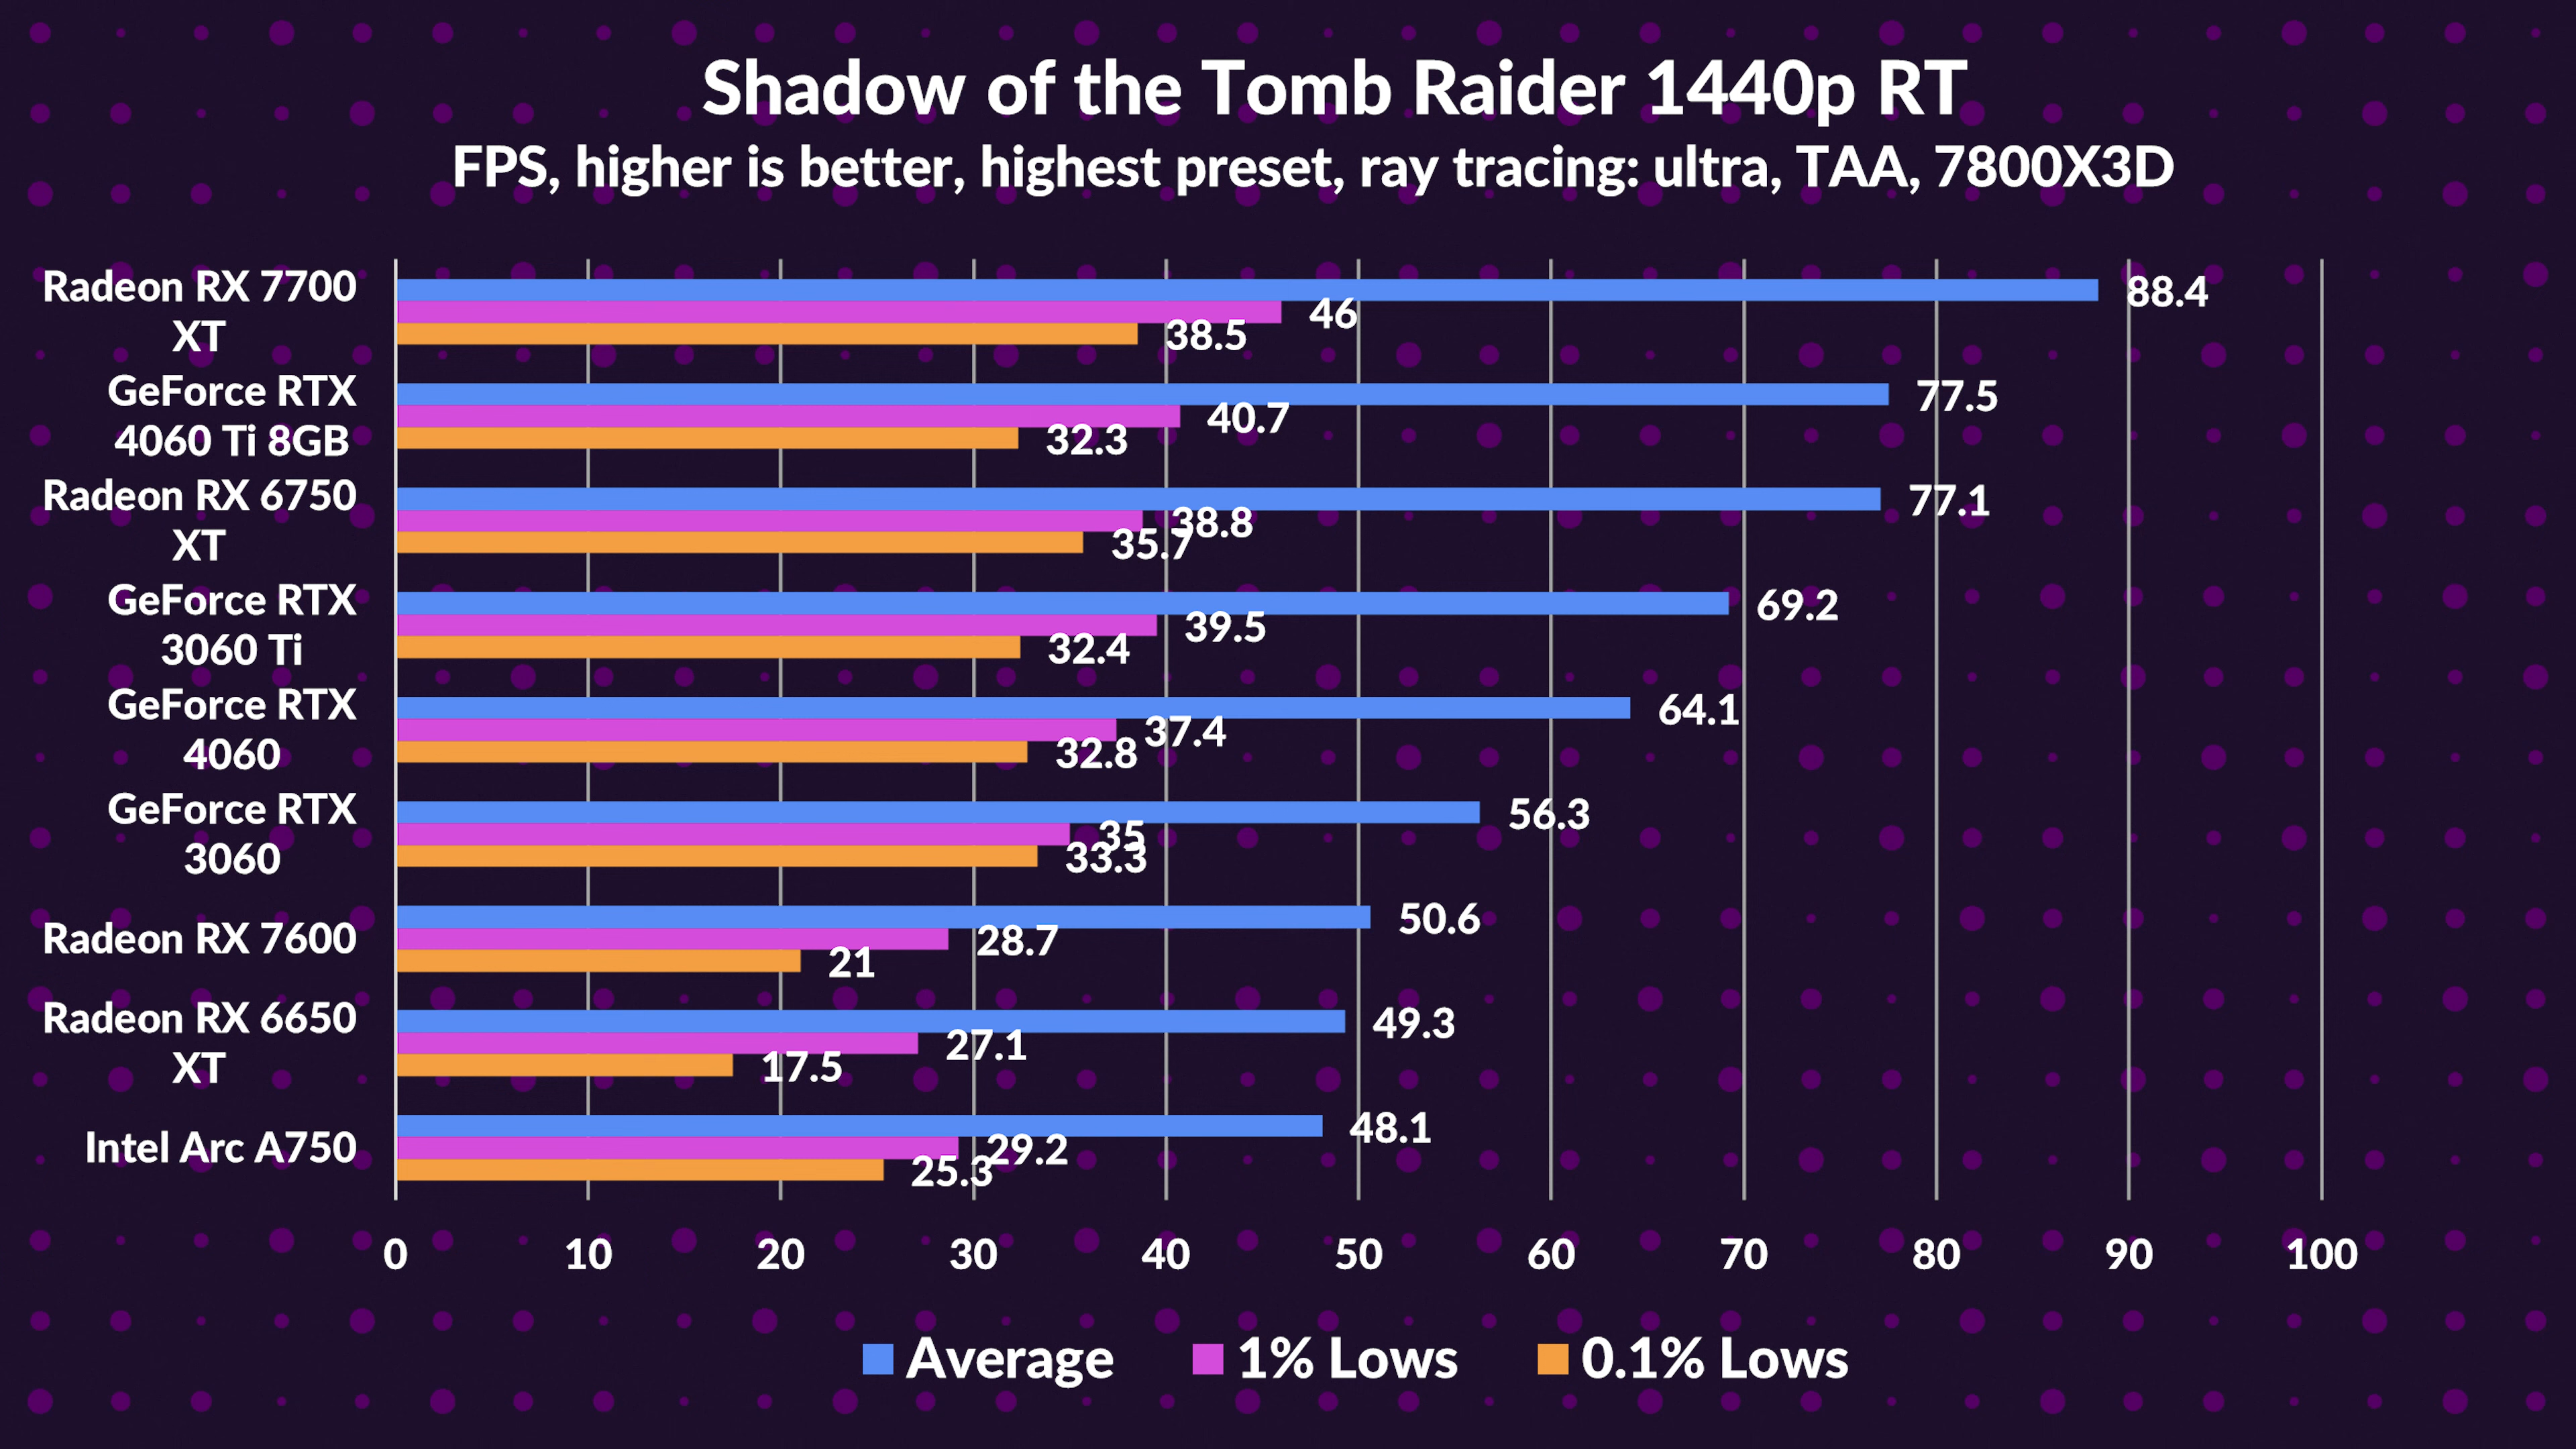 Shadow of the Tomb Raider 1440p RT
FPS, higher is better, highest preset, ray tracing: ultra, TAA, 7800X3D
Radeon RX 7700
XT
88.4
46
38.5
GeForce RTX
4060 Ti 8GB
77.5
40.7
32.3
Radeon RX 6750
XT
77.1
38.8
35.7
GeForce RTX
3060 Ti
69.2
39.5
32.4
GeForce RTX
4060
64.1
37.4
32.8
GeForce RTX
3060
56.3
35
33.3
Radeon RX 7600
50.6
28.7
21
Radeon RX 6650
XT
49.3
27.1
17.5
Intel Arc A750
48.1
29.2
25.3
0 10 20 30 40 50 60 70 80 90 100
Average 1% Lows 0.1% Lows